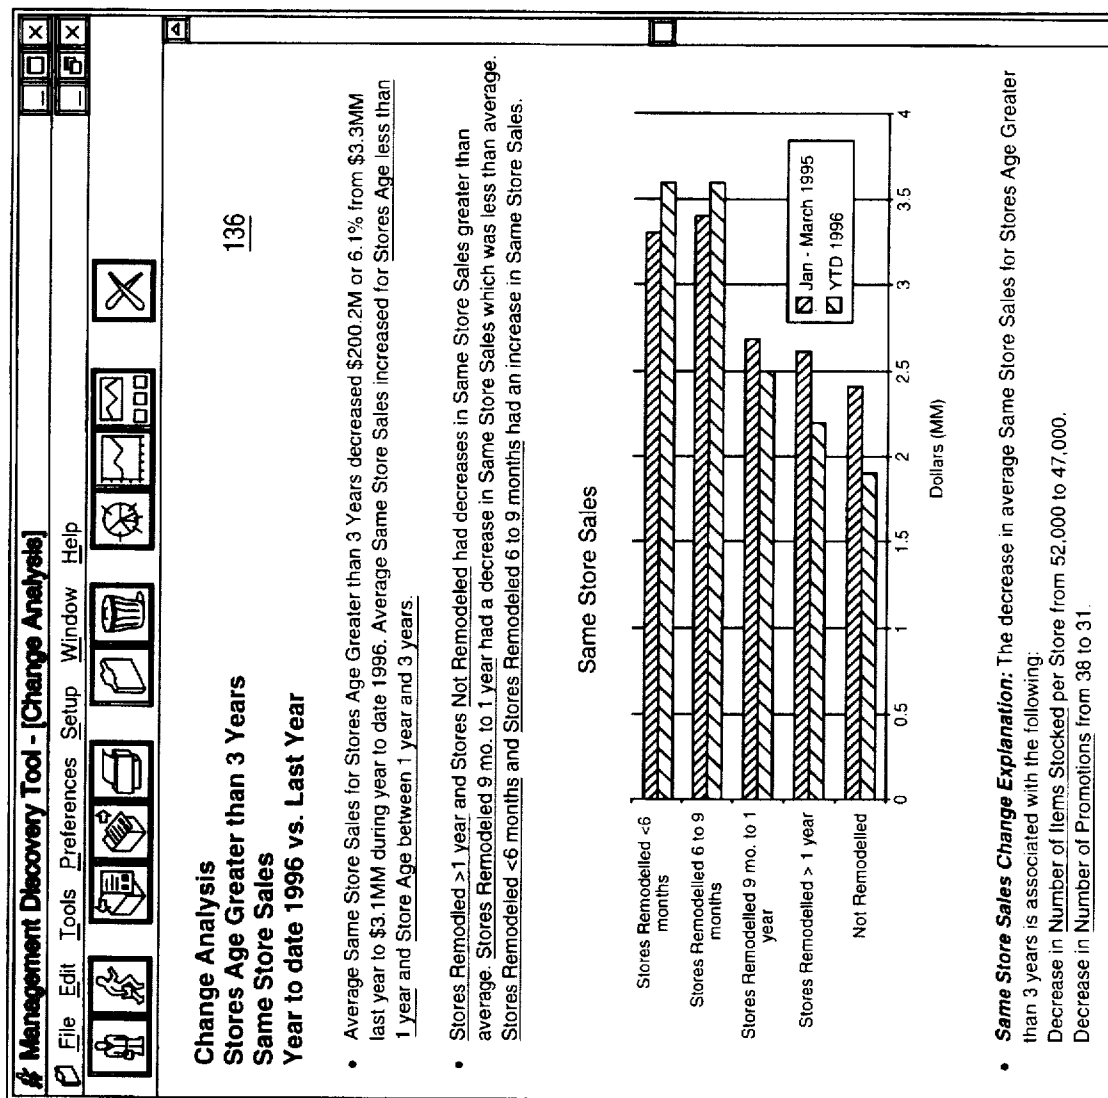 Management Discovery Tool - [Change Analysis]
File Edit Tools Preferences Setup Window Help
Change Analysis
Stores Age Greater than 3 Years
Same Store Sales
Year to date 1996 vs. Last Year
136
• Average Same Store Sales for Stores Age Greater than 3 Years decreased $200.2M or 6.1% from $3.3MM
last year to $3.1MM during year to date 1996. Average Same Store Sales increased for Stores Age less than
1 year and Store Age between 1 year and 3 years.
• Stores Remodled >1 year and Stores Not Remodeled had decreases in Same Store Sales greater than
average. Stores Remodeled 9 mo. to 1 year had a decrease in Same Store Sales which was less than average.
Stores Remodeled <6 months and Stores Remodeled 6 to 9 months had an increase in Same Store Sales.
Same Store Sales
Stores Remodelled <6
months
Stores Remodelled 6 to 9
months
Stores Remodelled 9 mo. to 1
year
Stores Remodelled > 1 year
Not Remodelled
0 0.5 1 1.5 2 2.5 3 3.5 4
Dollars (MM)
Jan - March 1995
YTD 1996
• Same Store Sales Change Explanation: The decrease in average Same Store Sales for Stores Age Greater
than 3 years is associated with the following:
Decrease in Number of Items Stocked per Store from 52,000 to 47,000.
Decrease in Number of Promotions from 38 to 31.